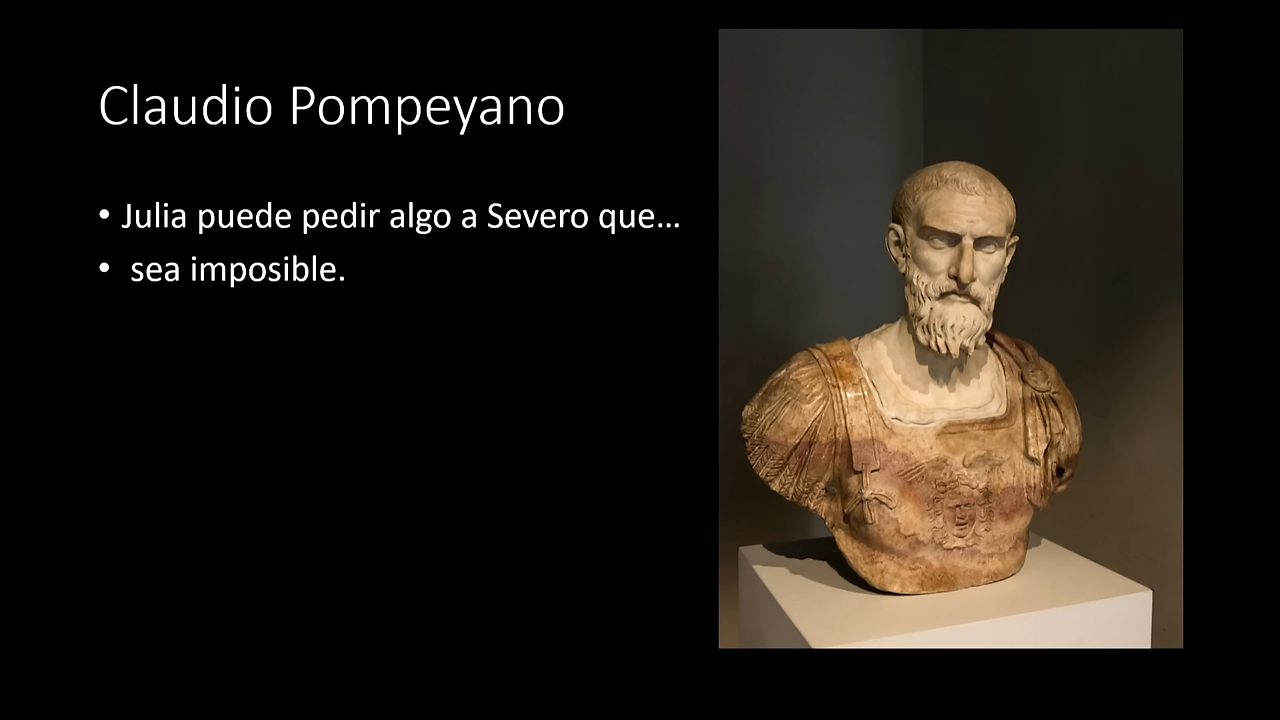 Claudio Pompeyano
• Julia puede pedir algo a Severo que...
• sea imposible.